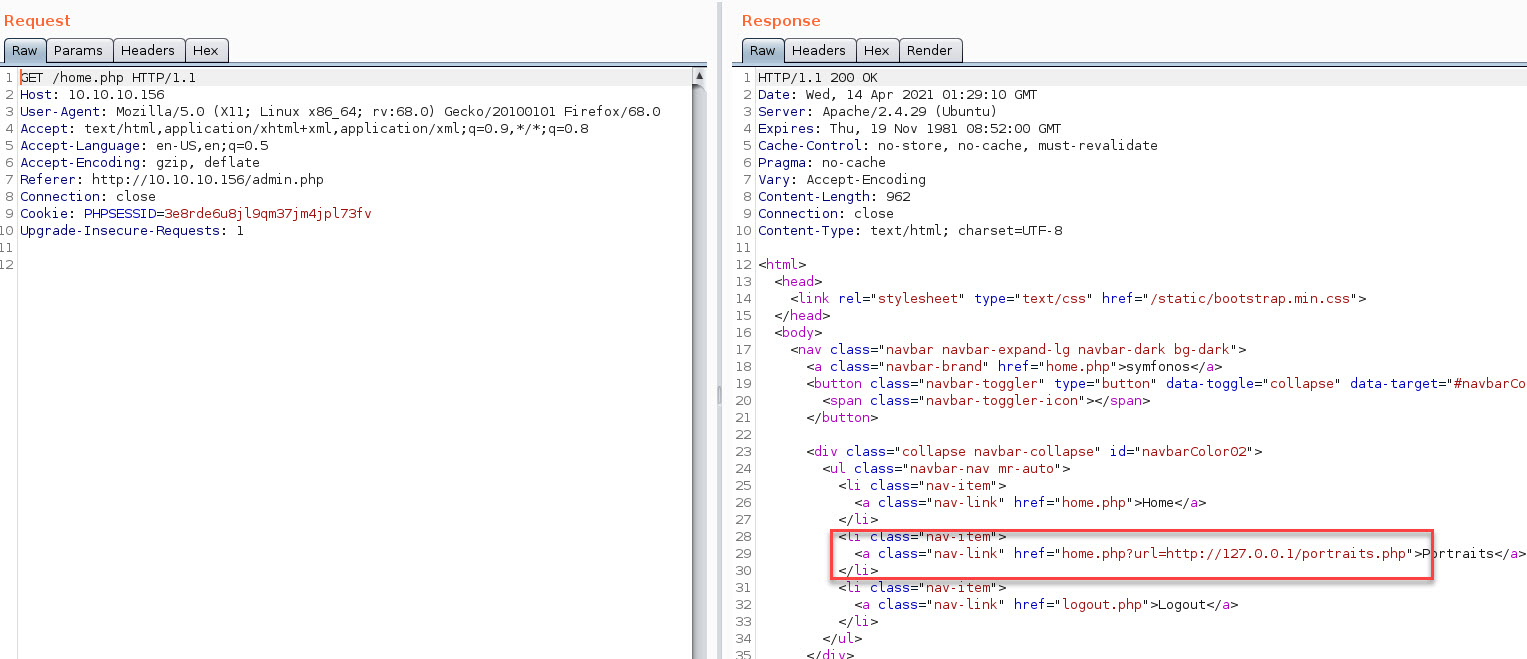 Request
Raw Params Headers Hex
1 GET /home.php HTTP/1.1
2 Host: 10.10.10.156
3 User-Agent: Mozilla/5.0 (X11; Linux x86_64; rv:68.0) Gecko/20100101 Firefox/68.0
4 Accept: text/html,application/xhtml+xml,application/xml;q=0.9,*/*;q=0.8
5 Accept-Language: en-US,en;q=0.5
6 Accept-Encoding: gzip, deflate
7 Referer: http://10.10.10.156/admin.php
8 Connection: close
9 Cookie: PHPSESSID=3e8rde6u8jl9qm37jm4jpl73fv
10 Upgrade-Insecure-Requests: 1
11
12
Response
Raw Headers Hex Render
1 HTTP/1.1 200 OK
2 Date: Wed, 14 Apr 2021 01:29:10 GMT
3 Server: Apache/2.4.29 (Ubuntu)
4 Expires: Thu, 19 Nov 1981 08:52:00 GMT
5 Cache-Control: no-store, no-cache, must-revalidate
6 Pragma: no-cache
7 Vary: Accept-Encoding
8 Content-Length: 962
9 Connection: close
10 Content-Type: text/html; charset=UTF-8
11
12 <html>
13 <head>
14 <link rel="stylesheet" type="text/css" href="/static/bootstrap.min.css">
15 </head>
16 <body>
17 <nav class="navbar navbar-expand-lg navbar-dark bg-dark">
18 <a class="navbar-brand" href="home.php">symfonos</a>
19 <button class="navbar-toggler" type="button" data-toggle="collapse" data-target="#navbarCo
20 <span class="navbar-toggler-icon"></span>
21 </button>
22
23 <div class="collapse navbar-collapse" id="navbarColor02">
24 <ul class="navbar-nav mr-auto">
25 <li class="nav-item">
26 <a class="nav-link" href="home.php">Home</a>
27 </li>
28 <li class="nav-item">
29 <a class="nav-link" href="home.php?url=http://127.0.0.1/portraits.php">Portraits</a>
30 </li>
31 <li class="nav-item">
32 <a class="nav-link" href="logout.php">Logout</a>
33 </li>
34 </ul>
35 </div>